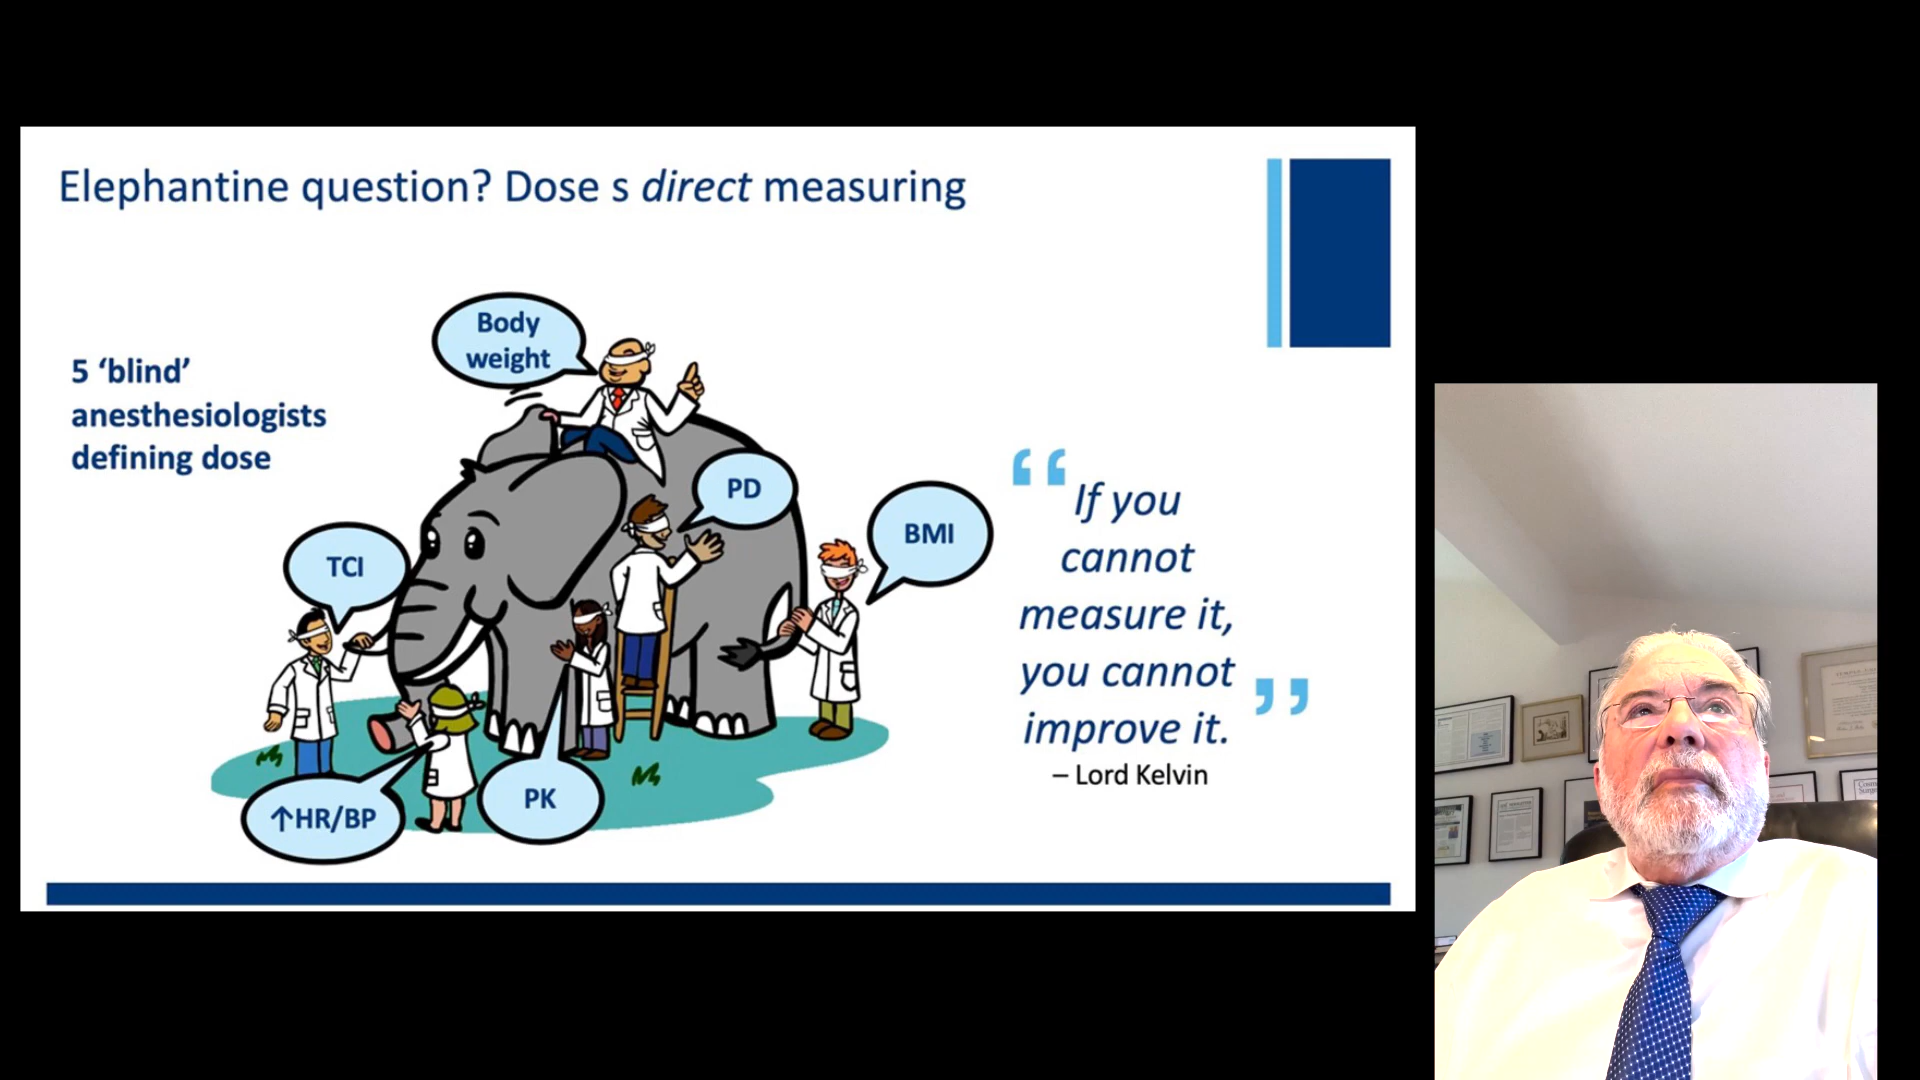 Elephantine question? Dose s direct measuring
5 ‘blind’
anesthesiologists
defining dose
Body
weight
PD
BMI
TCI
↑HR/BP
PK
“ If you
cannot
measure it,
you cannot
improve it. ”
– Lord Kelvin